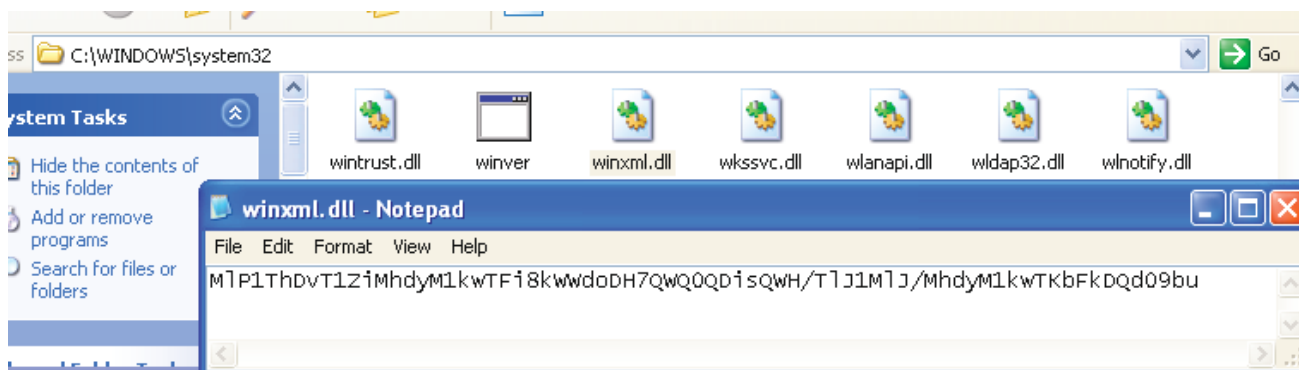 ss C:\WINDOWS\system32 Go
ystem Tasks
wintrust.dll winver winxml.dll wkssvc.dll wlanapi.dll wldap32.dll wlnotify.dll
Hide the contents of
this folder
Add or remove
programs
Search for files or
folders
winxml.dll - Notepad
File Edit Format View Help
MlP1ThDvT1ZiMhdyM1kwTFi8kWWdoDH7QWQ0QDisQWH/TlJ1MlJ/MhdyM1kwTKbFkDQd09bu